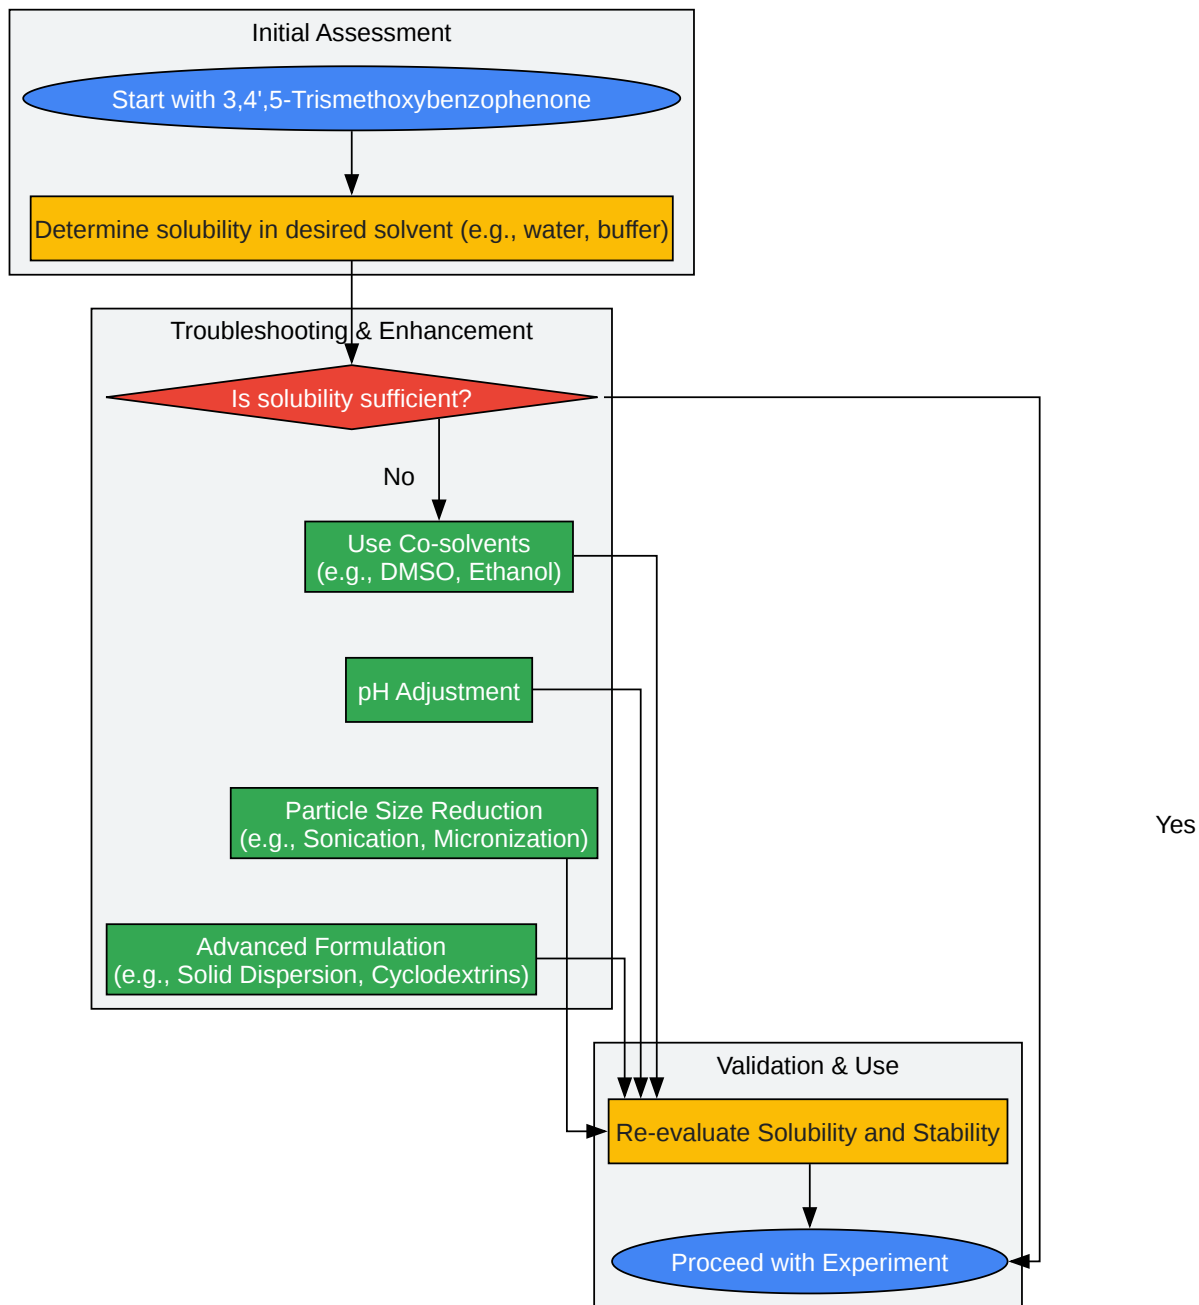 Initial Assessment
Start with 3,4',5-Trismethoxybenzophenone
Determine solubility in desired solvent (e.g., water, buffer)
Troubleshooting & Enhancement
Is solubility sufficient?
No
Use Co-solvents
(e.g., DMSO, Ethanol)
pH Adjustment
Particle Size Reduction
(e.g., Sonication, Micronization)
Yes
Advanced Formulation
(e.g., Solid Dispersion, Cyclodextrins)
Validation & Use
Re-evaluate Solubility and Stability
Proceed with Experiment